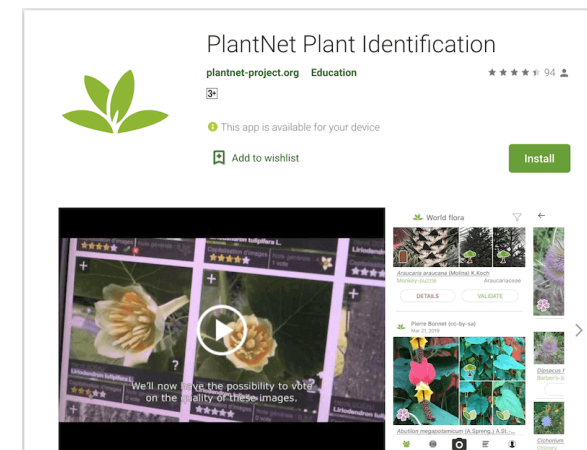 PlantNet Plant Identification
plantnet-project.org Education
94
3+
This app is available for your device
Add to wishlist
Install
Liriodendron tulipifera L.
We'll now have the possibility to vote
on the quality of these images.
World flora
Araucaria araucana (Molina) K.Koch
Monkey-puzzle Araucariaceae
DETAILS VALIDATE
Pierre Bonnet (cc-by-sa)
Mar 21, 2019
Abutilon megapotamicum (A.Spreng.) A.St.-...
Dipsacus f
Barber's-b
Cichorium
Chicory